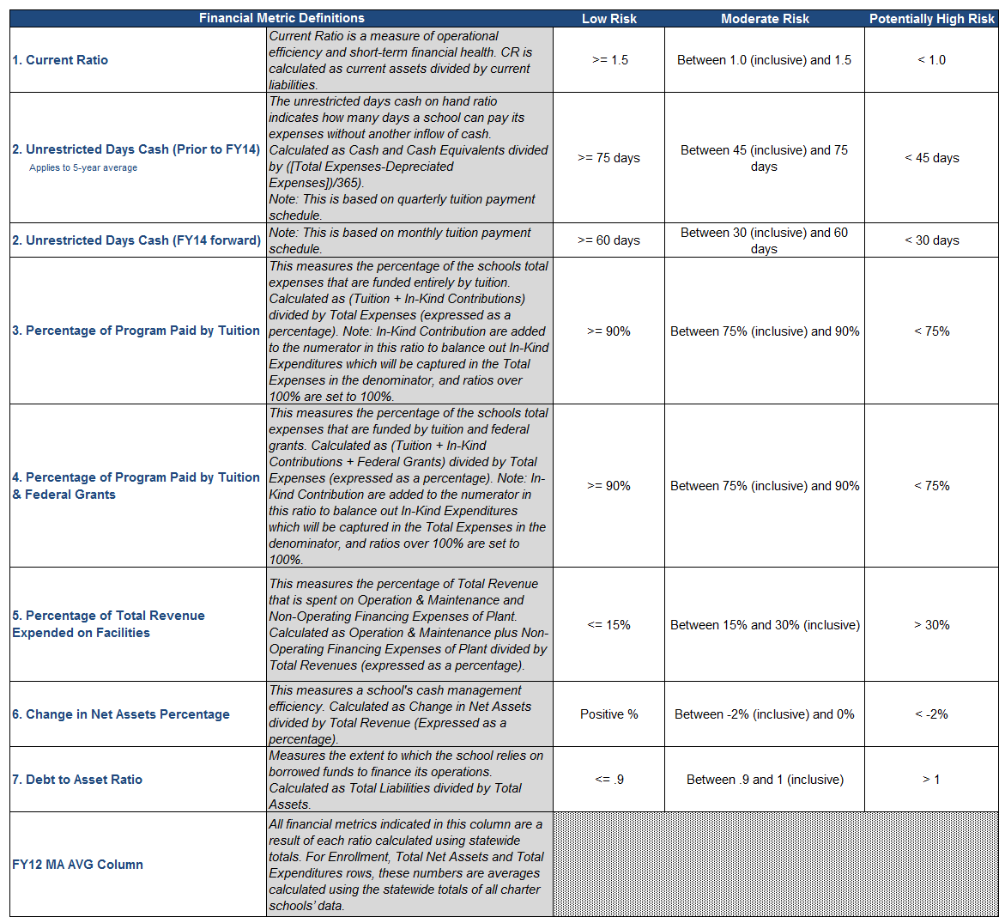 Financial Metric Definitions Low Risk Moderate Risk Potentially High Risk
1. Current Ratio
Current Ratio is a measure of operational
efficiency and short-term financial health. CR is
calculated as current assets divided by current
liabilities.
>= 1.5
Between 1.0 (inclusive) and 1.5
< 1.0
2. Unrestricted Days Cash (Prior to FY14)
Applies to 5-year average
The unrestricted days cash on hand ratio
indicates how many days a school can pay its
expenses without another inflow of cash.
Calculated as Cash and Cash Equivalents divided
by ([Total Expenses-Depreciated
Expenses])/365).
Note: This is based on quarterly tuition payment
schedule.
>= 75 days
Between 45 (inclusive) and 75
days
< 45 days
2. Unrestricted Days Cash (FY14 forward)
Note: This is based on monthly tuition payment
schedule.
>= 60 days
Between 30 (inclusive) and 60
days
< 30 days
3. Percentage of Program Paid by Tuition
This measures the percentage of the schools total
expenses that are funded entirely by tuition.
Calculated as (Tuition + In-Kind Contributions)
divided by Total Expenses (expressed as a
percentage). Note: In-Kind Contribution are added
to the numerator in this ratio to balance out In-Kind
Expenditures which will be captured in the Total
Expenses in the denominator, and ratios over
100% are set to 100%.
>= 90%
Between 75% (inclusive) and 90%
< 75%
4. Percentage of Program Paid by Tuition
& Federal Grants
This measures the percentage of the schools total
expenses that are funded by tuition and federal
grants. Calculated as (Tuition + In-Kind
Contributions + Federal Grants) divided by Total
Expenses (expressed as a percentage). Note: In-
Kind Contribution are added to the numerator in
this ratio to balance out In-Kind Expenditures
which will be captured in the Total Expenses in the
denominator, and ratios over 100% are set to
100%.
>= 90%
Between 75% (inclusive) and 90%
< 75%
5. Percentage of Total Revenue
Expended on Facilities
This measures the percentage of Total Revenue
that is spent on Operation & Maintenance and
Non-Operating Financing Expenses of Plant.
Calculated as Operation & Maintenance plus Non-
Operating Financing Expenses of Plant divided by
Total Revenues (expressed as a percentage).
<= 15%
Between 15% and 30% (inclusive)
> 30%
6. Change in Net Assets Percentage
This measures a school's cash management
efficiency. Calculated as Change in Net Assets
divided by Total Revenue (Expressed as a
percentage).
Positive %
Between -2% (inclusive) and 0%
< -2%
7. Debt to Asset Ratio
Measures the extent to which the school relies on
borrowed funds to finance its operations.
Calculated as Total Liabilities divided by Total
Assets.
<= .9
Between .9 and 1 (inclusive)
> 1
FY12 MA AVG Column
All financial metrics indicated in this column are a
result of each ratio calculated using statewide
totals. For Enrollment, Total Net Assets and Total
Expenditures rows, these numbers are averages
calculated using the statewide totals of all charter
schools’ data.